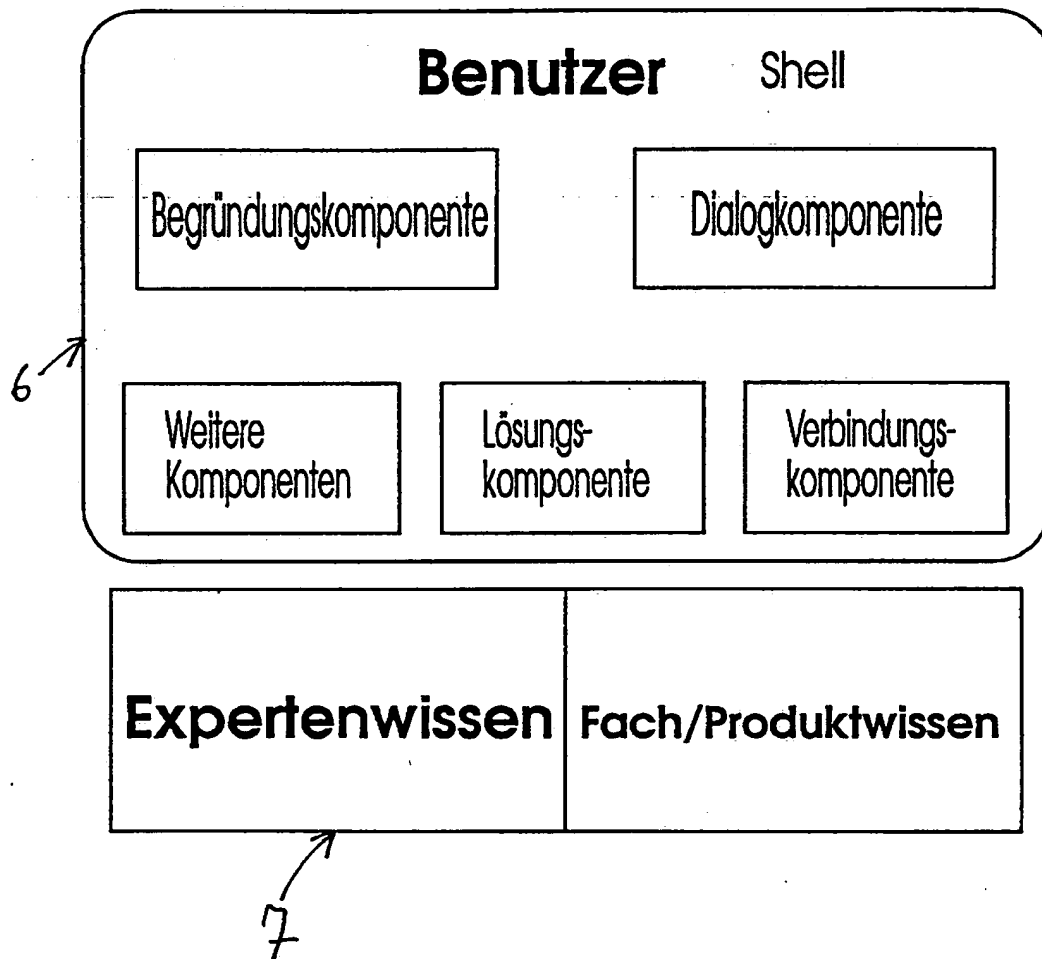 Benutzer Shell
Begründungskomponente
Dialogkomponente
6
Weitere
Komponenten
Lösungs-
komponente
Verbindungs-
komponente
Expertenwissen
Fach/Produktwissen
7